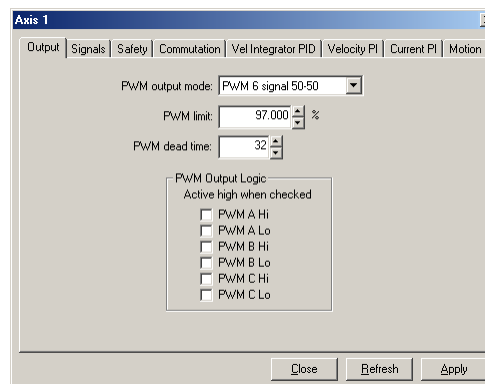 Axis 1
Output Signals Safety Commutation Vel Integrator PID Velocity PI Current PI Motion
PWM output mode: PWM 6 signal 50-50
PWM limit: 97.000 %
PWM dead time: 32
PWM Output Logic
Active high when checked
PWM A Hi
PWM A Lo
PWM B Hi
PWM B Lo
PWM C Hi
PWM C Lo
Close Refresh Apply